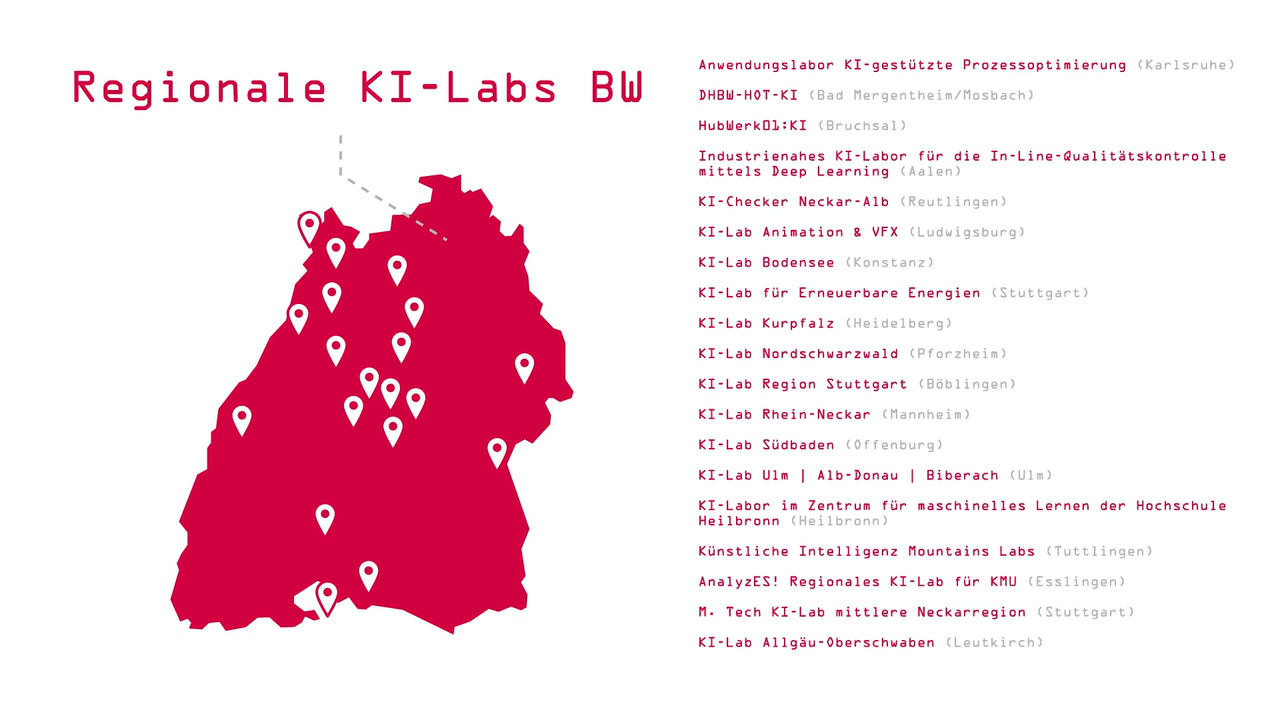 Regionale KI-Labs BW
Anwendungslabor KI-gestützte Prozessoptimierung (Karlsruhe)
DHBW-HOT-KI (Bad Mergentheim/Mosbach)
HubWerk01:KI (Bruchsal)
Industrienahes KI-Labor für die In-Line-Qualitätskontrolle
mittels Deep Learning (Aalen)
KI-Checker Neckar-Alb (Reutlingen)
KI-Lab Animation & VFX (Ludwigsburg)
KI-Lab Bodensee (Konstanz)
KI-Lab für Erneuerbare Energien (Stuttgart)
KI-Lab Kurpfalz (Heidelberg)
KI-Lab Nordschwarzwald (Pforzheim)
KI-Lab Region Stuttgart (Böblingen)
KI-Lab Rhein-Neckar (Mannheim)
KI-Lab Südbaden (Offenburg)
KI-Lab Ulm | Alb-Donau | Biberach (Ulm)
KI-Labor im Zentrum für maschinelles Lernen der Hochschule
Heilbronn (Heilbronn)
Künstliche Intelligenz Mountains Labs (Tuttlingen)
AnalyzES! Regionales KI-Lab für KMU (Esslingen)
M. Tech KI-Lab mittlere Neckarregion (Stuttgart)
KI-Lab Allgäu-Oberschwaben (Leutkirch)